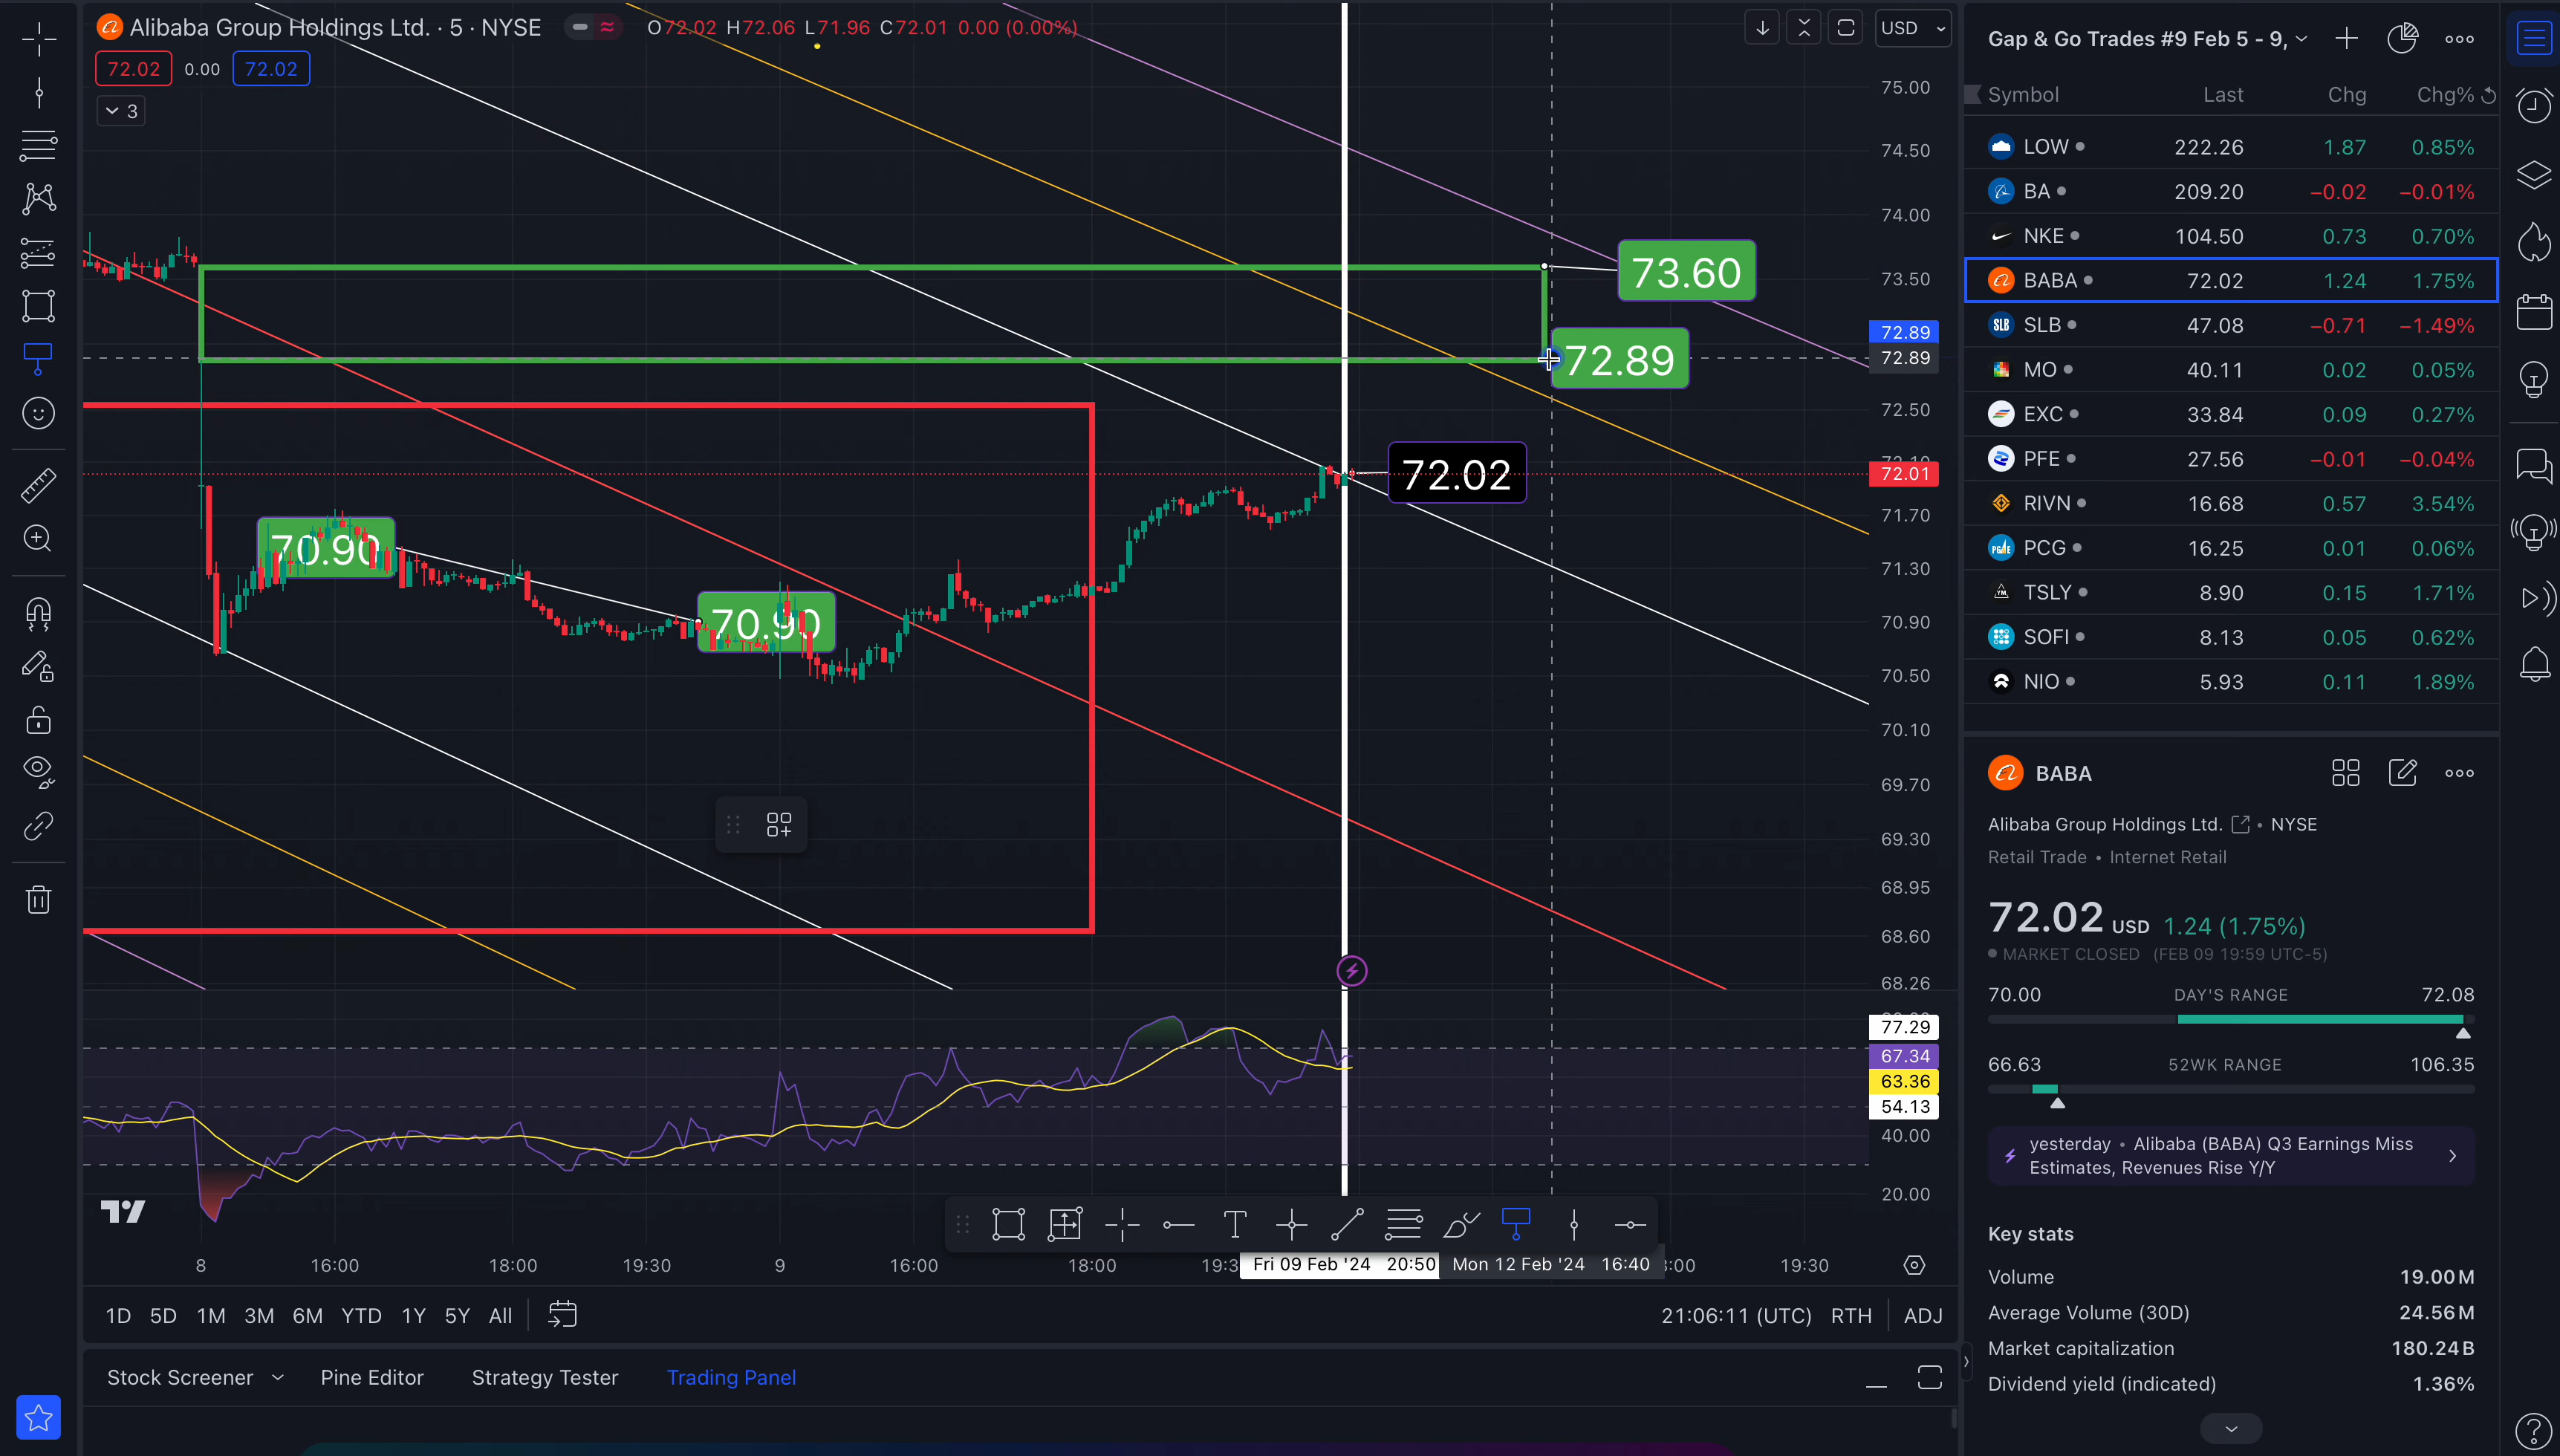 Alibaba Group Holdings Ltd. · 5 · NYSE
O72.02 H72.06 L71.96 C72.01 0.00 (0.00%)
USD
72.02 0.00 72.02
3
75.00
74.50
74.00
73.50
72.89
72.89
72.50
72.01
71.70
71.30
70.90
70.50
70.10
69.70
69.30
68.95
68.60
68.26
73.60
72.89
72.02
70.90
70.90
77.29
67.34
63.36
54.13
40.00
20.00
8 16:00 18:00 19:30 9 16:00 18:00 19:3 Fri 09 Feb '24 20:50 Mon 12 Feb '24 16:40 :00 19:30
1D 5D 1M 3M 6M YTD 1Y 5Y All
21:06:11 (UTC) RTH ADJ
Stock Screener Pine Editor Strategy Tester Trading Panel
Gap & Go Trades #9 Feb 5 - 9,
Symbol Last Chg Chg%
LOW 222.26 1.87 0.85%
BA 209.20 −0.02 −0.01%
NKE 104.50 0.73 0.70%
BABA 72.02 1.24 1.75%
SLB SLB 47.08 −0.71 −1.49%
MO 40.11 0.02 0.05%
EXC 33.84 0.09 0.27%
PFE 27.56 −0.01 −0.04%
RIVN 16.68 0.57 3.54%
PG&E PCG 16.25 0.01 0.06%
YM TSLY 8.90 0.15 1.71%
SOFI 8.13 0.05 0.62%
NIO 5.93 0.11 1.89%
BABA
Alibaba Group Holdings Ltd. • NYSE
Retail Trade • Internet Retail
72.02 USD 1.24 (1.75%)
MARKET CLOSED (FEB 09 19:59 UTC-5)
70.00 DAY'S RANGE 72.08
66.63 52WK RANGE 106.35
yesterday • Alibaba (BABA) Q3 Earnings Miss
Estimates, Revenues Rise Y/Y
Key stats
Volume 19.00M
Average Volume (30D) 24.56M
Market capitalization 180.24B
Dividend yield (indicated) 1.36%